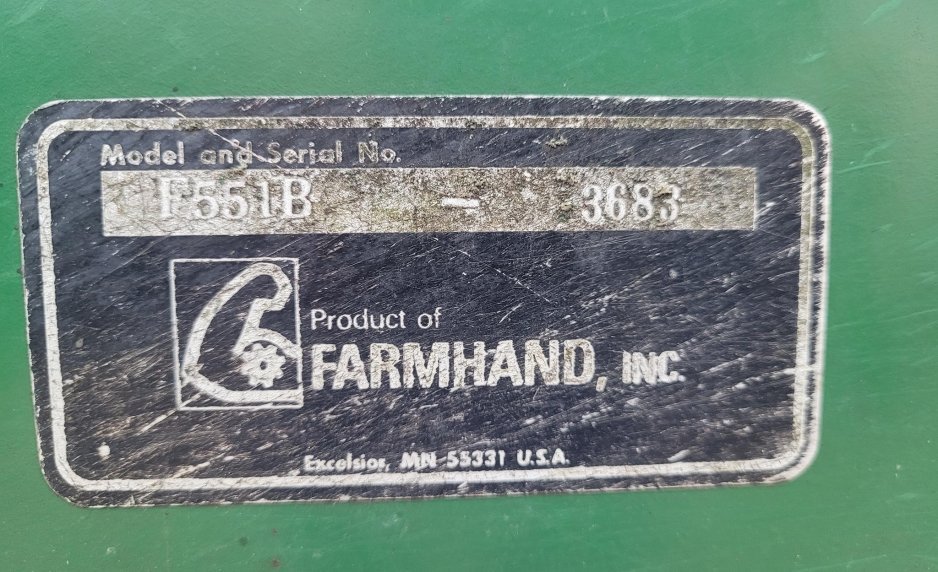 Model and Serial No.
F551B - 3683
Product of
FARMHAND, INC.
Excelsior, MN 55331 U.S.A.